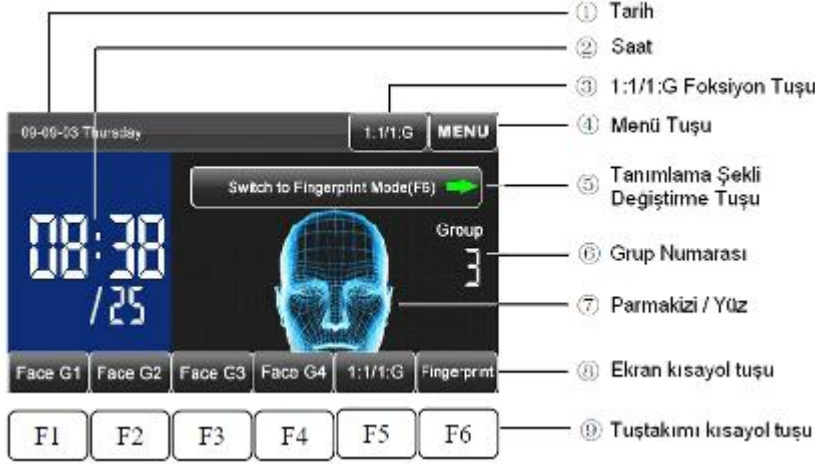 ① Tarih
② Saat
③ 1:1/1:G Foksiyon Tuşu
09-09-03 Thursday
1:1/1:G
MENU
④ Menü Tuşu
Switch to Fingerprint Mode(F6)
⑤ Tanımlama Şekli
Değiştirme Tuşu
08:38
/25
Group
3
⑥ Grup Numarası
⑦ Parmakizi / Yüz
Face G1
Face G2
Face G3
Face G4
1:1/1:G
Fingerprint
⑧ Ekran kısayol tuşu
F1
F2
F3
F4
F5
F6
⑨ Tuştakımı kısayol tuşu